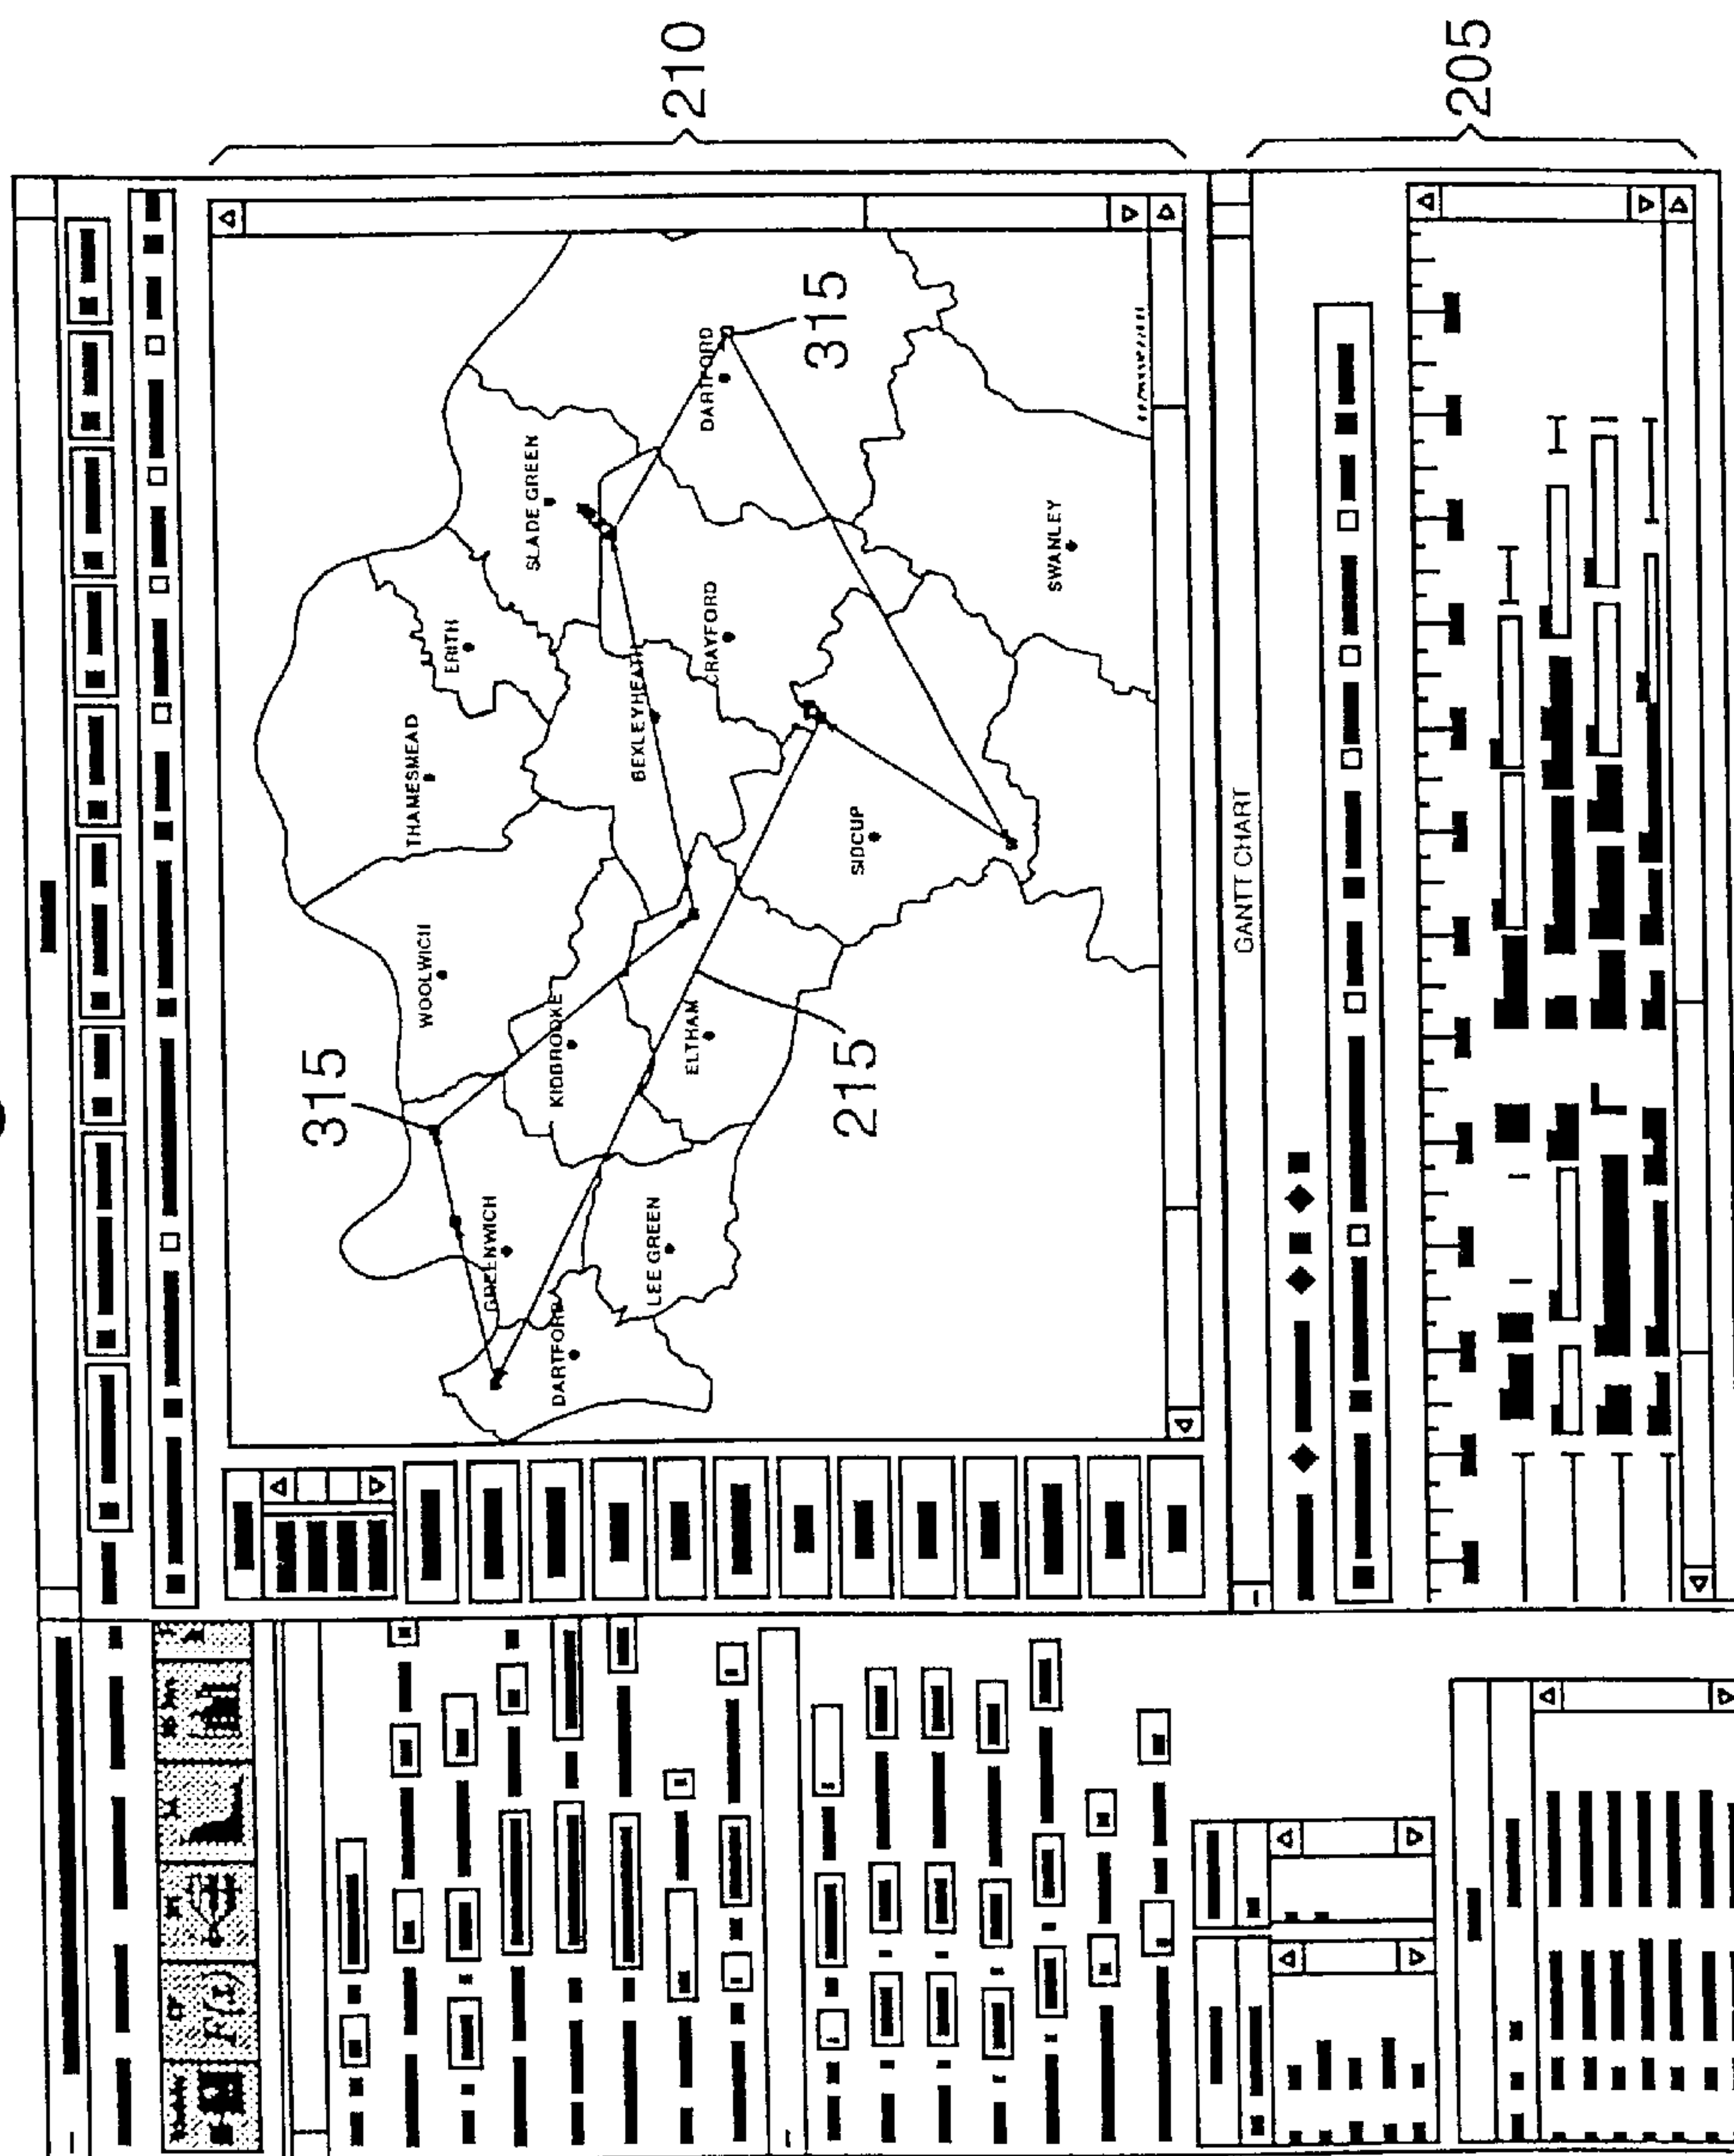 THAMESMEAD
ERITH
WOOLWICH
SLADE GREEN
315
GREENWICH
KIDBROOKE
BEXLEYHEATH
DARTFORD
DARTFORD
LEE GREEN
ELTHAM
CRAYFORD
315
215
SIDCUP
SWANLEY
210
GANTT CHART
205